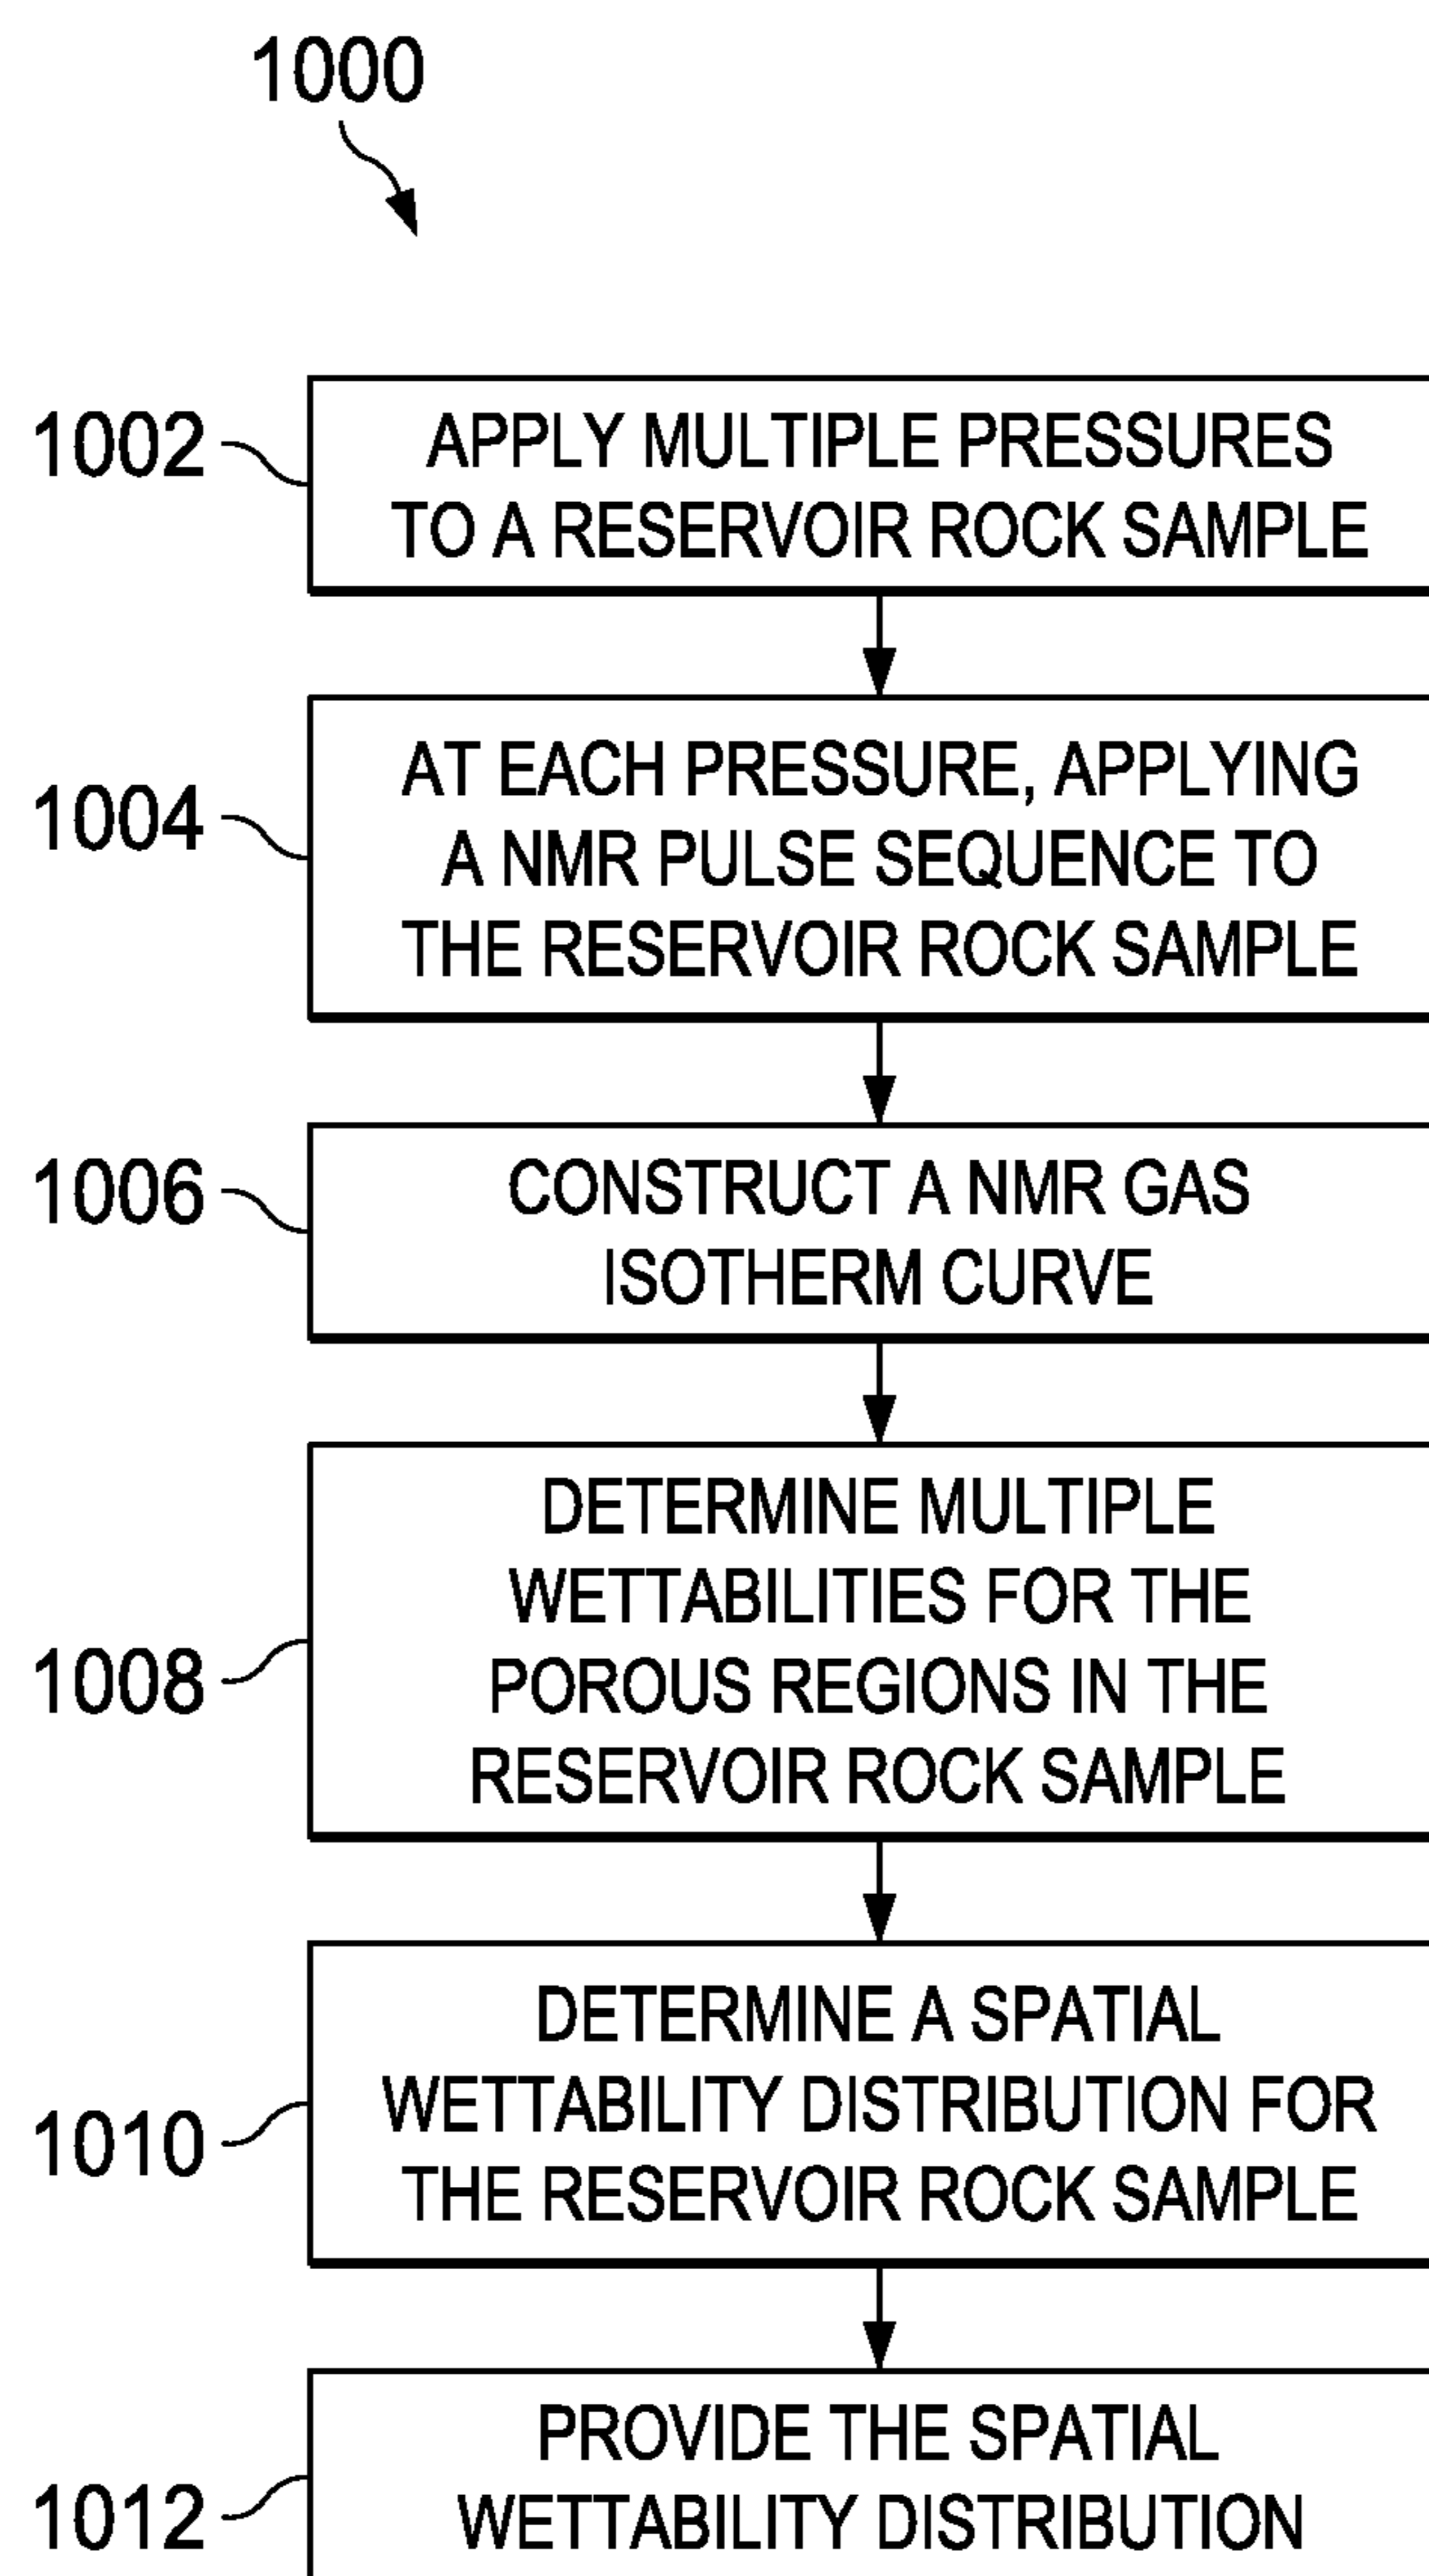 1000
1002
APPLY MULTIPLE PRESSURES
TO A RESERVOIR ROCK SAMPLE
1004
AT EACH PRESSURE, APPLYING
A NMR PULSE SEQUENCE TO
THE RESERVOIR ROCK SAMPLE
1006
CONSTRUCT A NMR GAS
ISOTHERM CURVE
1008
DETERMINE MULTIPLE
WETTABILITIES FOR THE
POROUS REGIONS IN THE
RESERVOIR ROCK SAMPLE
1010
DETERMINE A SPATIAL
WETTABILITY DISTRIBUTION FOR
THE RESERVOIR ROCK SAMPLE
1012
PROVIDE THE SPATIAL
WETTABILITY DISTRIBUTION